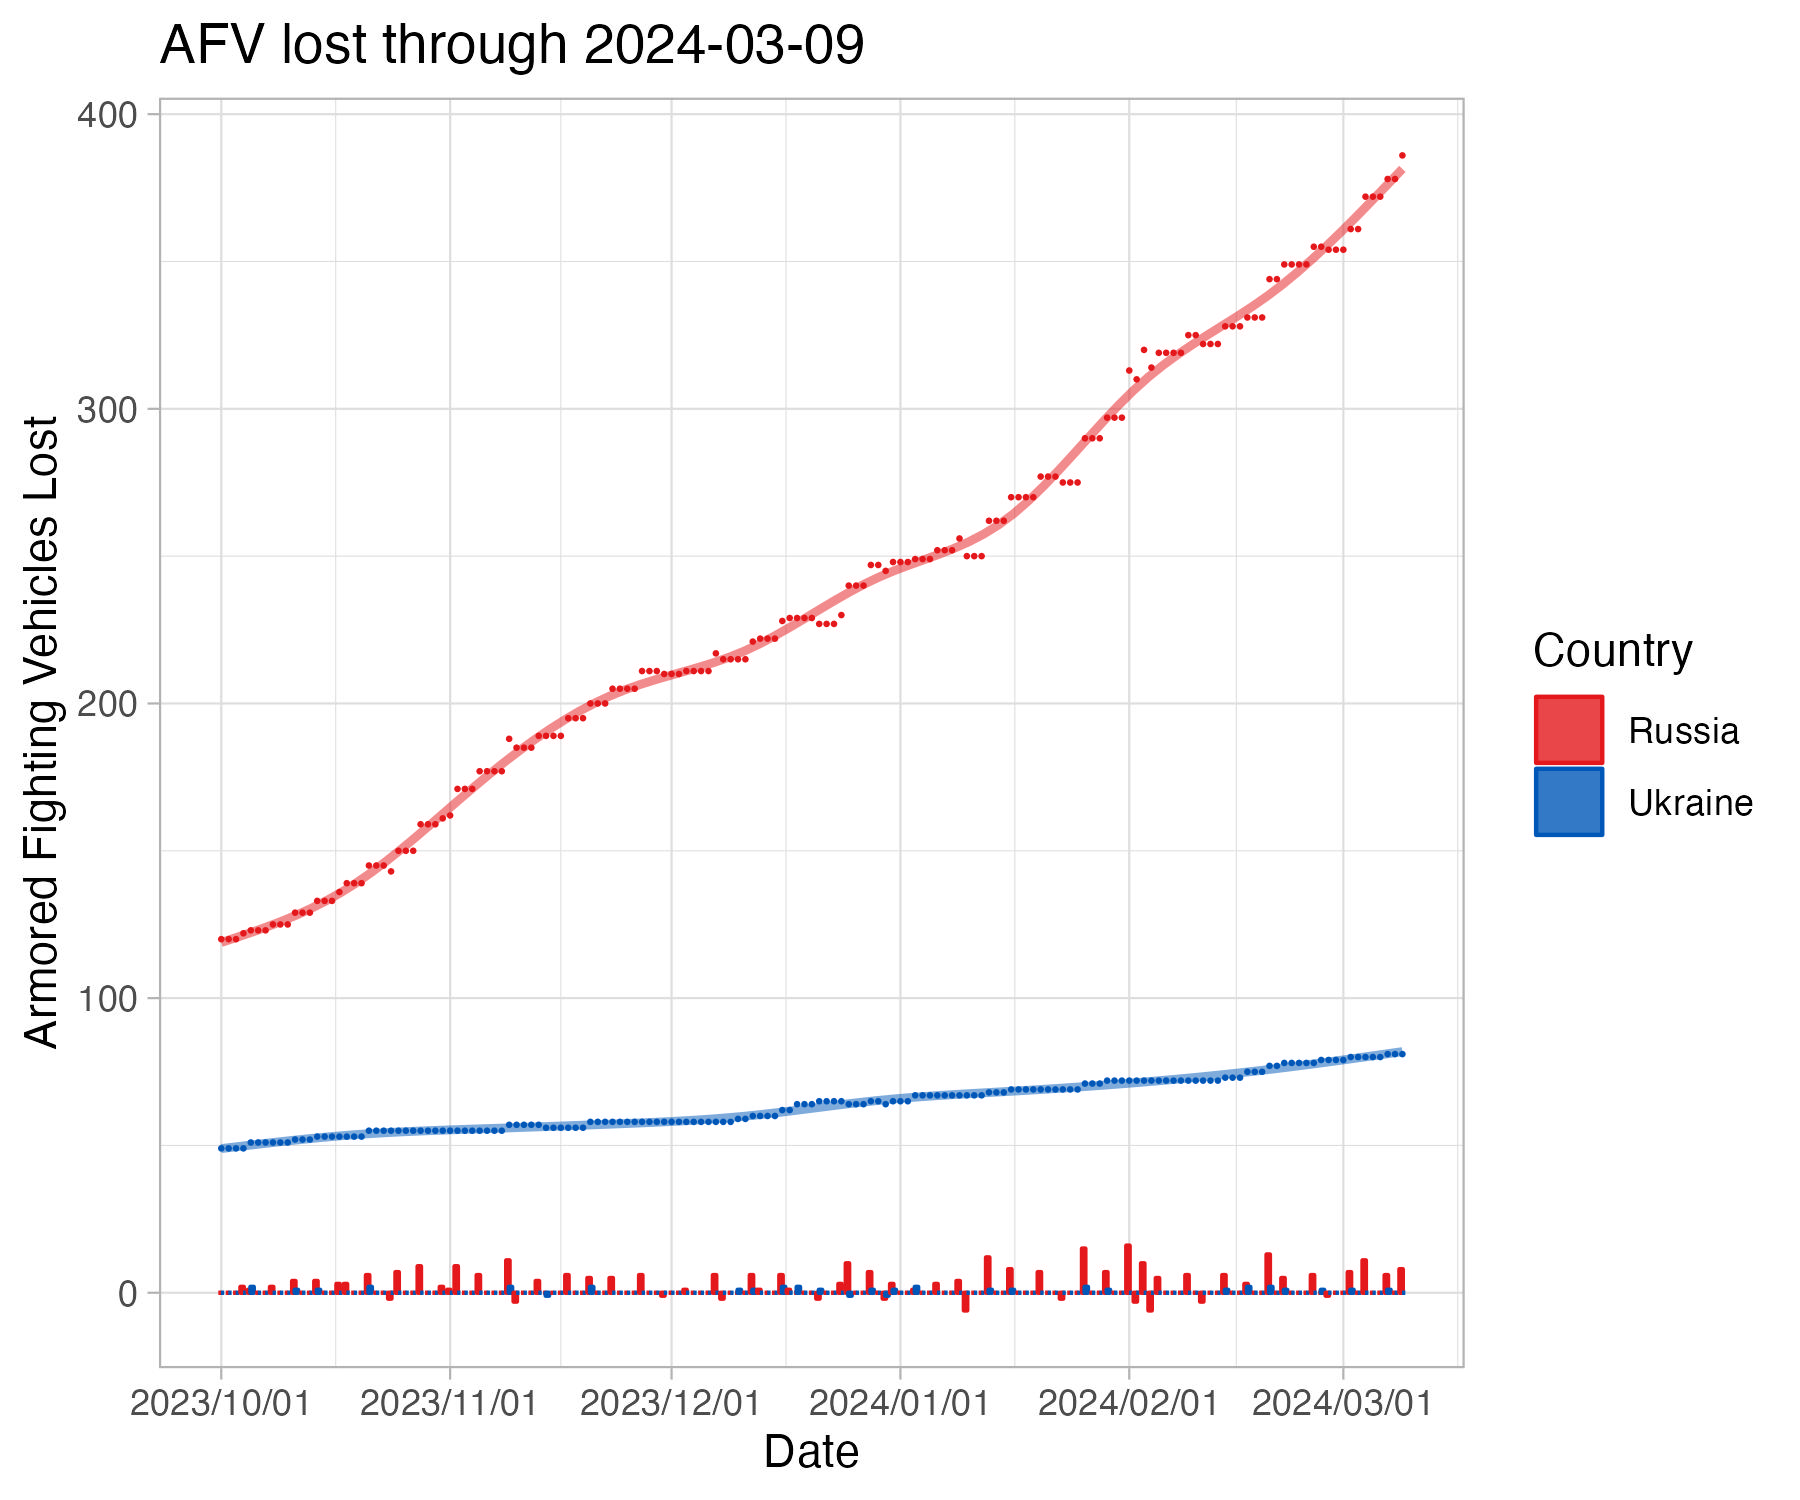 AFV lost through 2024-03-09
Armored Fighting Vehicles Lost
400
300
200
100
0
2023/10/01 2023/11/01 2023/12/01 2024/01/01 2024/02/01 2024/03/01
Date
Country
Russia
Ukraine